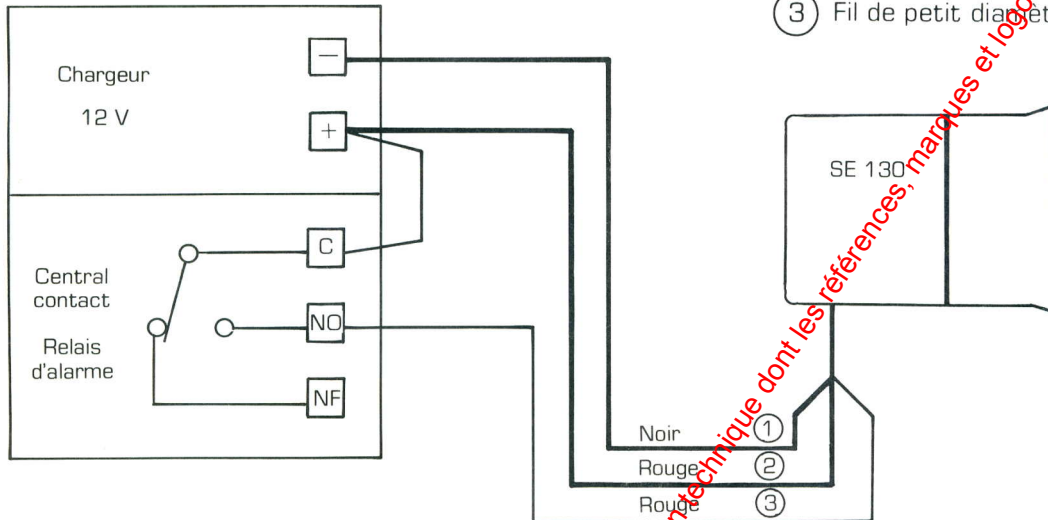 3 Fil de petit diamèt
Chargeur
12 V
−
+
C
NO
NF
Central
contact
Relais
d'alarme
SE 130
Noir 1
Rouge 2
Rouge 3
technique dont les références, marques et logo